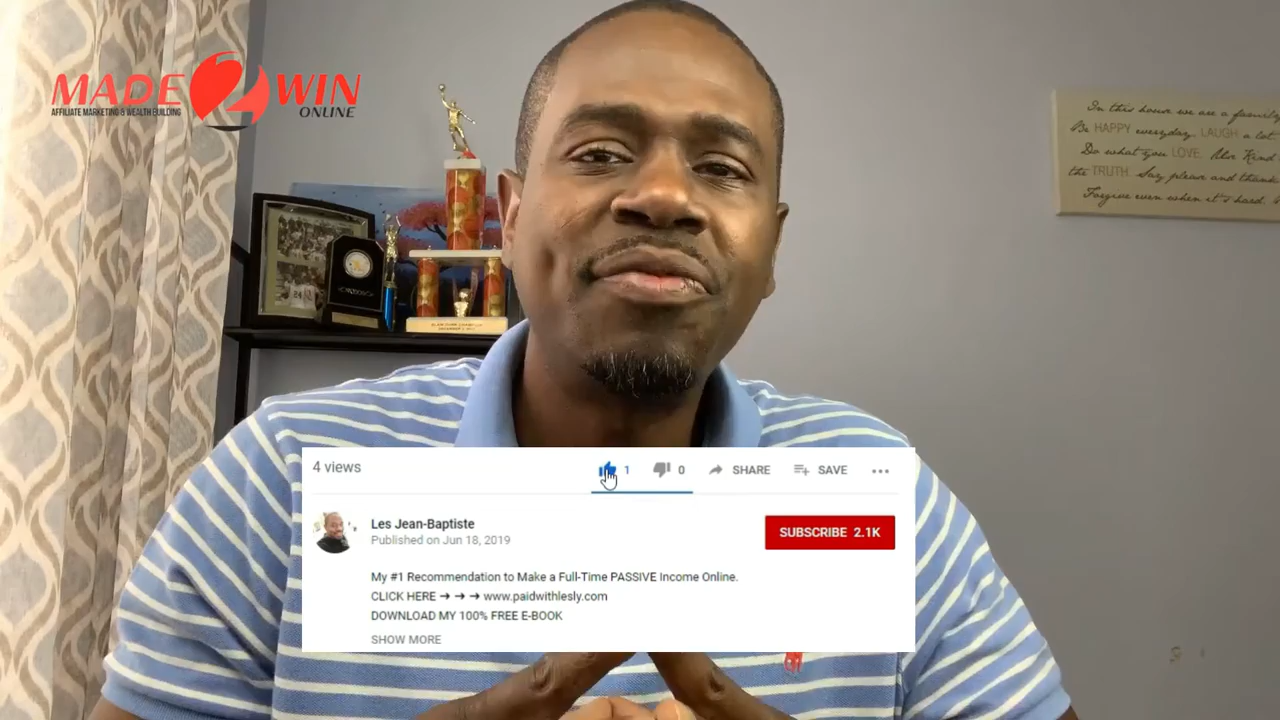 MADE 2 WIN
AFFILIATE MARKETING & WEALTH BUILDING
ONLINE
In this house we are a family
Be HAPPY everyday, LAUGH a lot
Do what you LOVE, Also Kind
the TRUTH Say please and thank
Forgive even when it's hard.
4 views
1
0
SHARE
SAVE
Les Jean-Baptiste
Published on Jun 18, 2019
SUBSCRIBE 2.1K
My #1 Recommendation to Make a Full-Time PASSIVE Income Online.
CLICK HERE ➔ ➔ ➔ www.paidwithlesly.com
DOWNLOAD MY 100% FREE E-BOOK
SHOW MORE